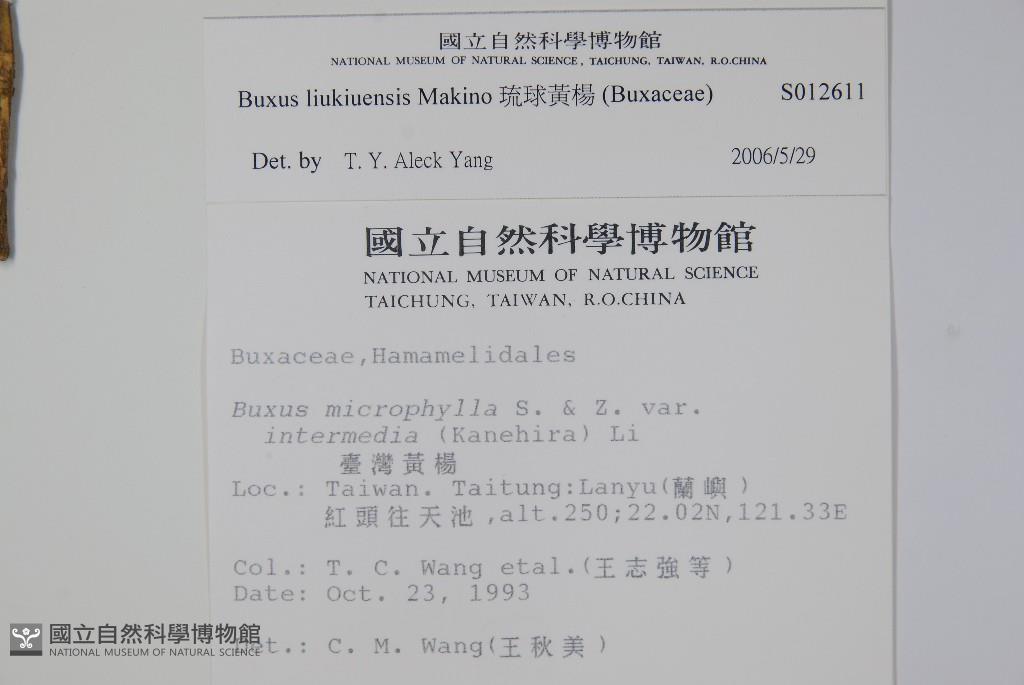 國立自然科學博物館
NATIONAL MUSEUM OF NATURAL SCIENCE, TAICHUNG, TAIWAN, R.O.CHINA
Buxus liukiuensis Makino 琉球黃楊 (Buxaceae) S012611
Det. by T. Y. Aleck Yang 2006/5/29
國立自然科學博物館
NATIONAL MUSEUM OF NATURAL SCIENCE
TAICHUNG, TAIWAN, R.O.CHINA
Buxaceae,Hamamelidales
Buxus microphylla S. & Z. var.
intermedia (Kanehira) Li
臺灣黃楊
Loc.: Taiwan. Taitung:Lanyu(蘭嶼)
紅頭往天池,alt.250;22.02N,121.33E
Col.: T. C. Wang etal.(王志強等)
Date: Oct. 23, 1993
Det.: C. M. Wang(王秋美)
國立自然科學博物館
NATIONAL MUSEUM OF NATURAL SCIENCE